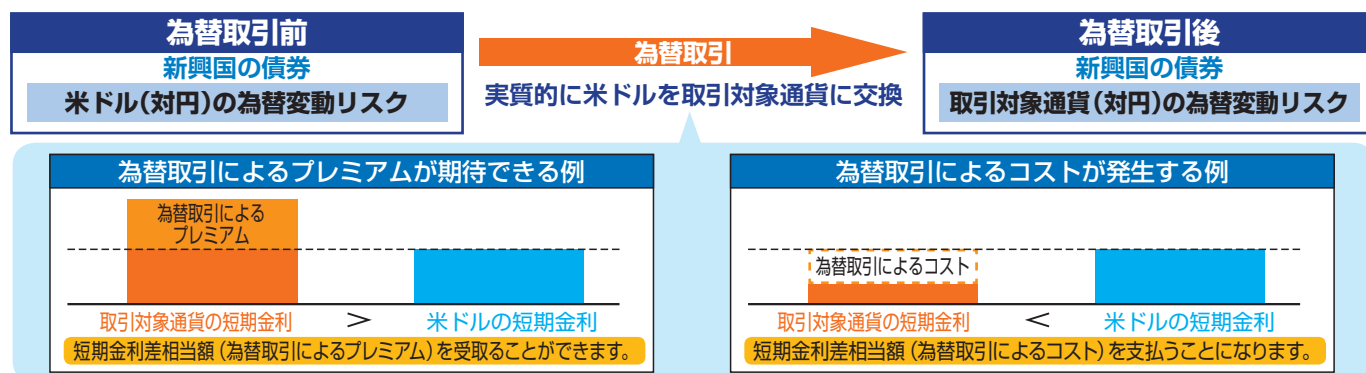 為替取引前
新興国の債券
米ドル(対円)の為替変動リスク
為替取引
実質的に米ドルを取引対象通貨に交換
為替取引後
新興国の債券
取引対象通貨(対円)の為替変動リスク
為替取引によるプレミアムが期待できる例
為替取引による
プレミアム
取引対象通貨の短期金利 > 米ドルの短期金利
短期金利差相当額(為替取引によるプレミアム)を受取ることができます。
為替取引によるコストが発生する例
為替取引によるコスト
取引対象通貨の短期金利 < 米ドルの短期金利
短期金利差相当額(為替取引によるコスト)を支払うことになります。